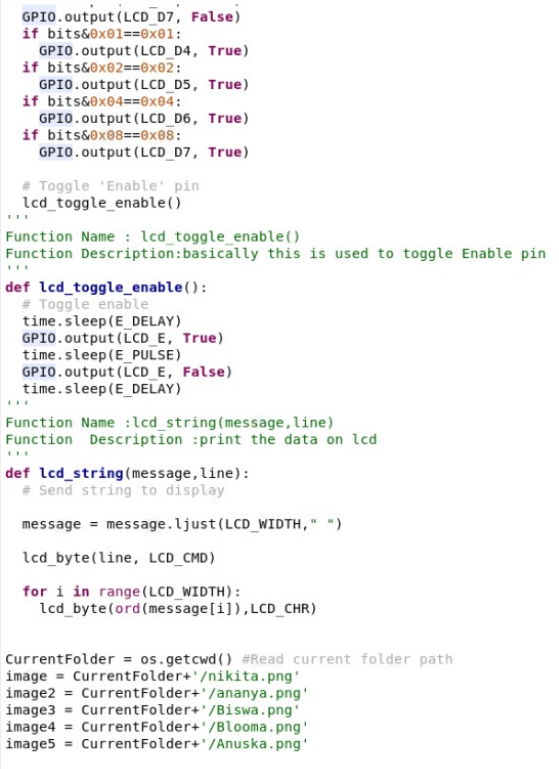 GPIO.output(LCD_D7, False)
if bits&0x01==0x01:
GPIO.output(LCD_D4, True)
if bits&0x02==0x02:
GPIO.output(LCD_D5, True)
if bits&0x04==0x04:
GPIO.output(LCD_D6, True)
if bits&0x08==0x08:
GPIO.output(LCD_D7, True)
# Toggle 'Enable' pin
lcd_toggle_enable()
'''
Function Name : lcd_toggle_enable()
Function Description:basically this is used to toggle Enable pin
'''
def lcd_toggle_enable():
# Toggle enable
time.sleep(E_DELAY)
GPIO.output(LCD_E, True)
time.sleep(E_PULSE)
GPIO.output(LCD_E, False)
time.sleep(E_DELAY)
'''
Function Name :lcd_string(message,line)
Function  Description :print the data on lcd
'''
def lcd_string(message,line):
# Send string to display
message = message.ljust(LCD_WIDTH," ")
lcd_byte(line, LCD_CMD)
for i in range(LCD_WIDTH):
lcd_byte(ord(message[i]),LCD_CHR)
CurrentFolder = os.getcwd() #Read current folder path
image = CurrentFolder+'/nikita.png'
image2 = CurrentFolder+'/ananya.png'
image3 = CurrentFolder+'/Biswa.png'
image4 = CurrentFolder+'/Blooma.png'
image5 = CurrentFolder+'/Anuska.png'